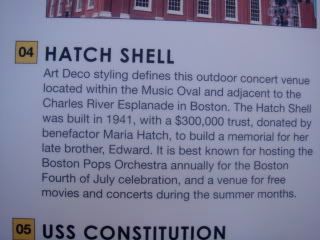 04 HATCH SHELL
Art Deco styling defines this outdoor concert venue
located within the Music Oval and adjacent to the
Charles River Esplanade in Boston. The Hatch Shell
was built in 1941, with a $300,000 trust, donated by
benefactor Maria Hatch, to build a memorial for her
late brother, Edward. It is best known for hosting the
Boston Pops Orchestra annually for the Boston
Fourth of July celebration, and a venue for free
movies and concerts during the summer months.
05 USS CONSTITUTION